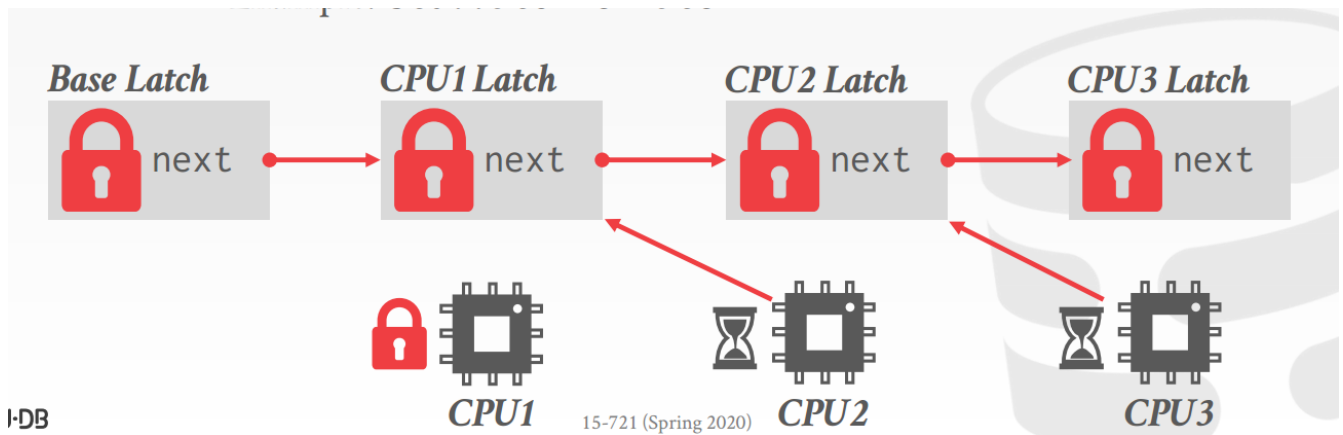 Base Latch
CPU1 Latch
CPU2 Latch
CPU3 Latch
next
next
next
next
CPU1
CPU2
CPU3
·DB
15-721 (Spring 2020)